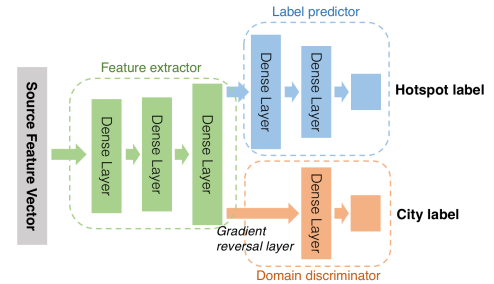 Label predictor
Feature extractor
Source Feature Vector
Dense Layer
Dense Layer
Dense Layer
Dense Layer
Dense Layer
Hotspot label
Gradient
reversal layer
Dense Layer
City label
Domain discriminator